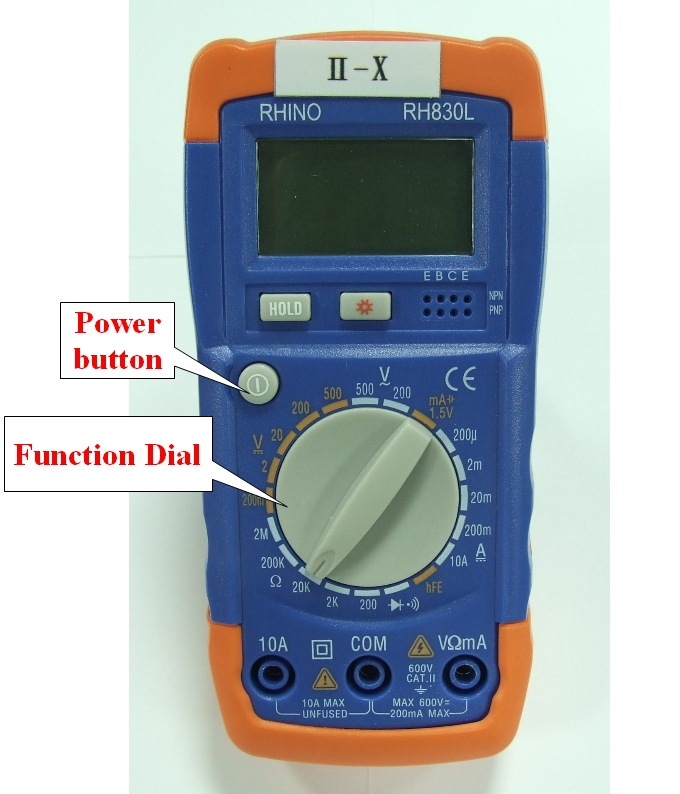 II-X
RHINO RH830L
E B C E
HOLD
NPN
PNP
Power
button
Function Dial
V
500 200
mA
1.5V
CE
200μ
2m
20m
200m
A
10A
hFE
200
2K
20K
Ω
200K
2M
200m
2
V
20
200
500
10A COM VΩmA
600V
CAT.II
10A MAX
UNFUSED
MAX 600V
200mA MAX